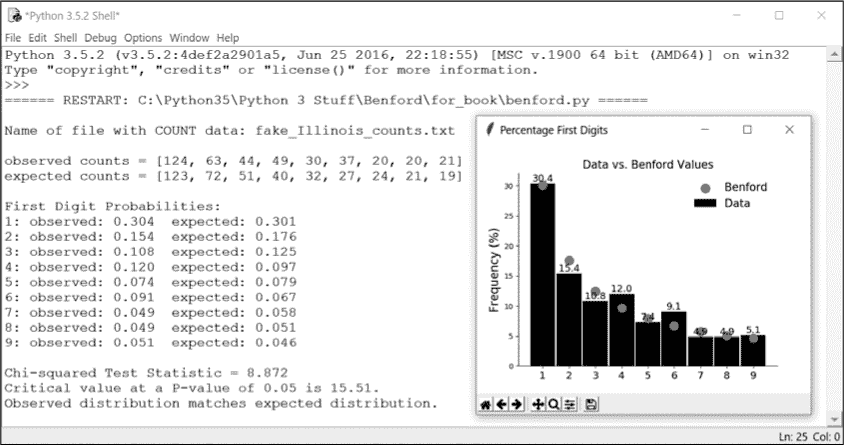 *Python 3.5.2 Shell*
File Edit Shell Debug Options Window Help
Python 3.5.2 (v3.5.2:4def2a2901a5, Jun 25 2016, 22:18:55) [MSC v.1900 64 bit (AMD64)] on win32
Type "copyright", "credits" or "license()" for more information.
>>>
====== RESTART: C:\Python35\Python 3 Stuff\Benford\for_book\benford.py ======
Name of file with COUNT data: fake_Illinois_counts.txt
observed counts = [124, 63, 44, 49, 30, 37, 20, 20, 21]
expected counts = [123, 72, 51, 40, 32, 27, 24, 21, 19]
First Digit Probabilities:
1: observed: 0.304  expected: 0.301
2: observed: 0.154  expected: 0.176
3: observed: 0.108  expected: 0.125
4: observed: 0.120  expected: 0.097
5: observed: 0.074  expected: 0.079
6: observed: 0.091  expected: 0.067
7: observed: 0.049  expected: 0.058
8: observed: 0.049  expected: 0.051
9: observed: 0.051  expected: 0.046
Chi-squared Test Statistic = 8.872
Critical value at a P-value of 0.05 is 15.51.
Observed distribution matches expected distribution.
Percentage First Digits
Data vs. Benford Values
Benford
Data
Frequency (%)
30
25
20
15
10
5
0
30.4
15.4
10.8
12.0
7.4
9.1
4.9
4.9
5.1
1 2 3 4 5 6 7 8 9
Ln: 25 Col: 0